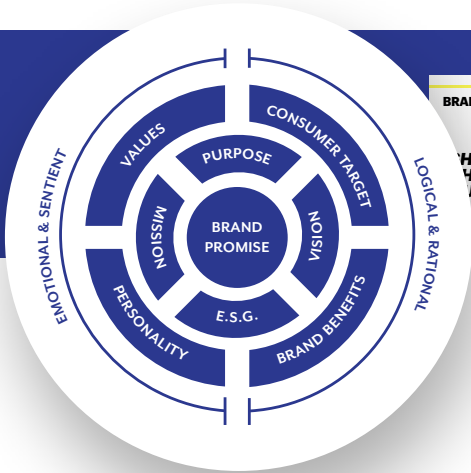 EMOTIONAL & SENTIENT
LOGICAL & RATIONAL
VALUES
CONSUMER TARGET
PERSONALITY
BRAND BENEFITS
PURPOSE
MISSION
VISION
E.S.G.
BRAND
PROMISE